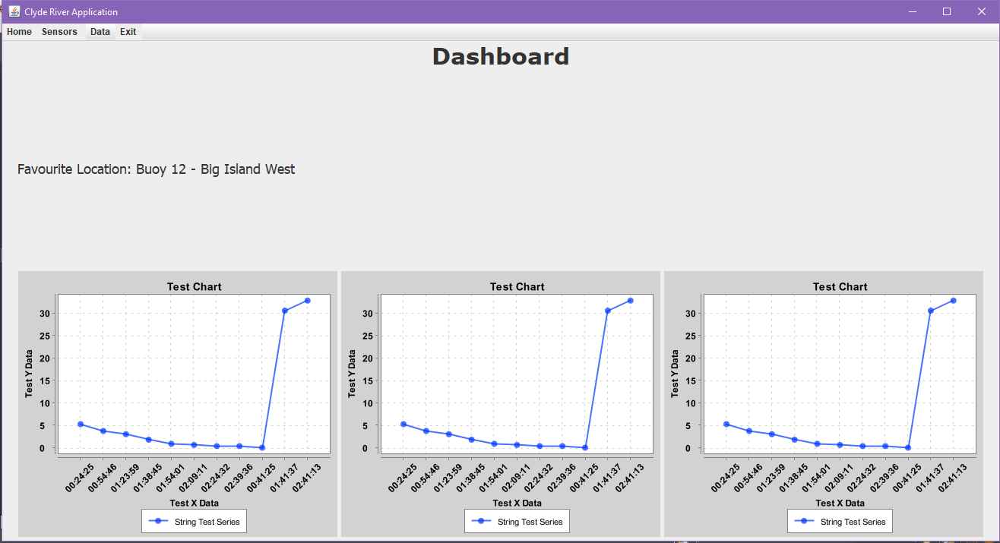 Clyde River Application
Home Sensors Data Exit
Dashboard
Favourite Location: Buoy 12 - Big Island West
Test Chart
Test Y Data
30
25
20
15
10
5
0
00:24:25 00:54:46 01:23:59 01:38:45 01:54:01 02:09:11 02:24:32 02:39:36 00:41:25 01:41:37 02:41:13
Test X Data
String Test Series
Test Chart
Test Y Data
30
25
20
15
10
5
0
00:24:25 00:54:46 01:23:59 01:38:45 01:54:01 02:09:11 02:24:32 02:39:36 00:41:25 01:41:37 02:41:13
Test X Data
String Test Series
Test Chart
Test Y Data
30
25
20
15
10
5
0
00:24:25 00:54:46 01:23:59 01:38:45 01:54:01 02:09:11 02:24:32 02:39:36 00:41:25 01:41:37 02:41:13
Test X Data
String Test Series